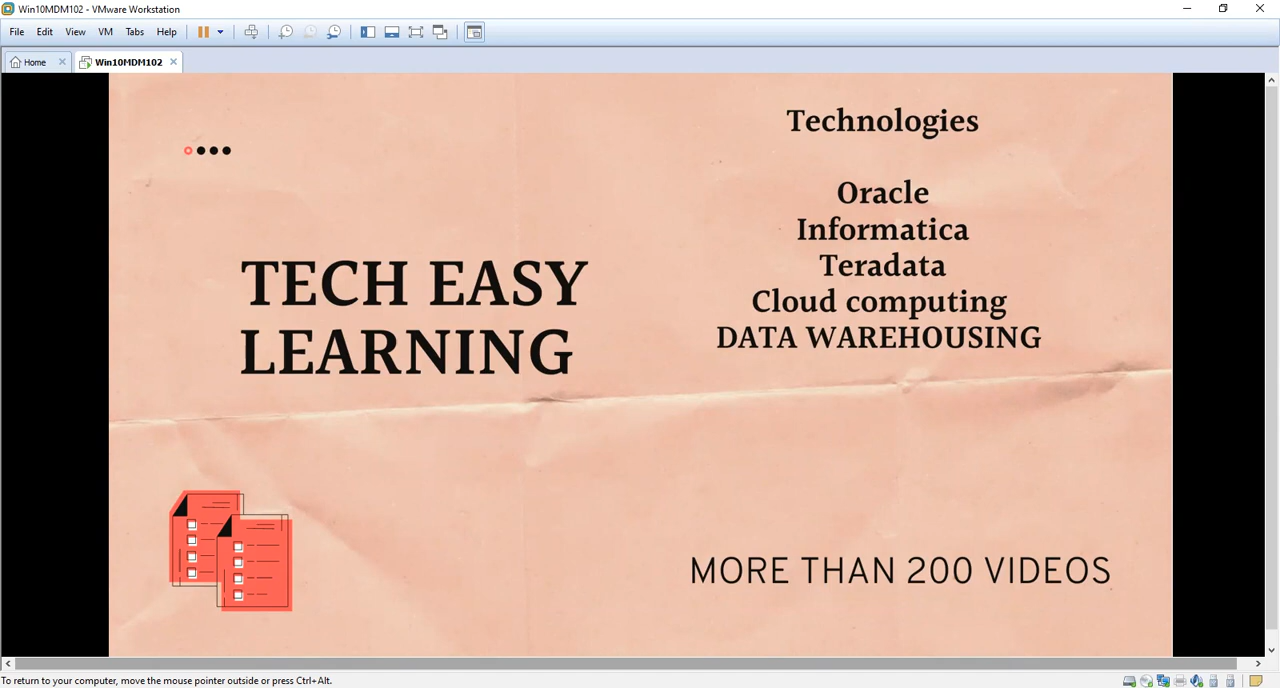 Win10MDM102 - VMware Workstation
File Edit View VM Tabs Help
Home Win10MDM102
Technologies
Oracle
Informatica
Teradata
Cloud computing
DATA WAREHOUSING
TECH EASY
LEARNING
MORE THAN 200 VIDEOS
To return to your computer, move the mouse pointer outside or press Ctrl+Alt.